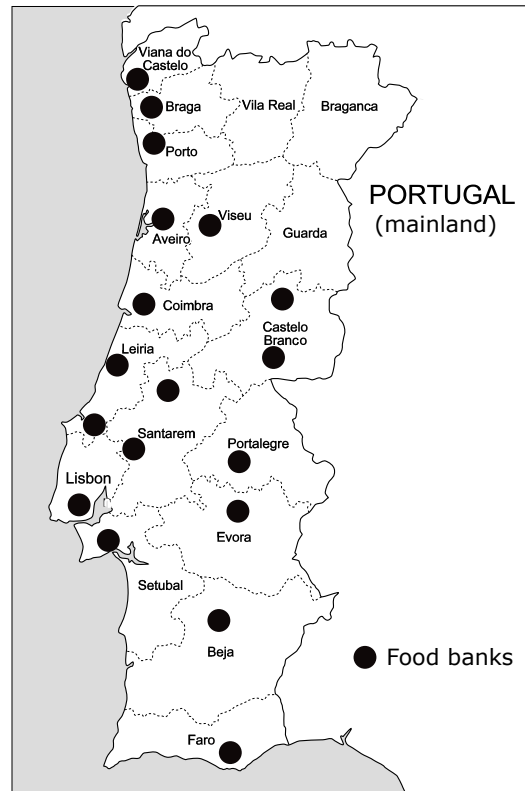 Viana do
Castelo
Braga
Vila Real
Braganca
Porto
PORTUGAL
(mainland)
Viseu
Aveiro
Guarda
Coimbra
Castelo
Branco
Leiria
Santarem
Portalegre
Lisbon
Evora
Setubal
Beja
Food banks
Faro